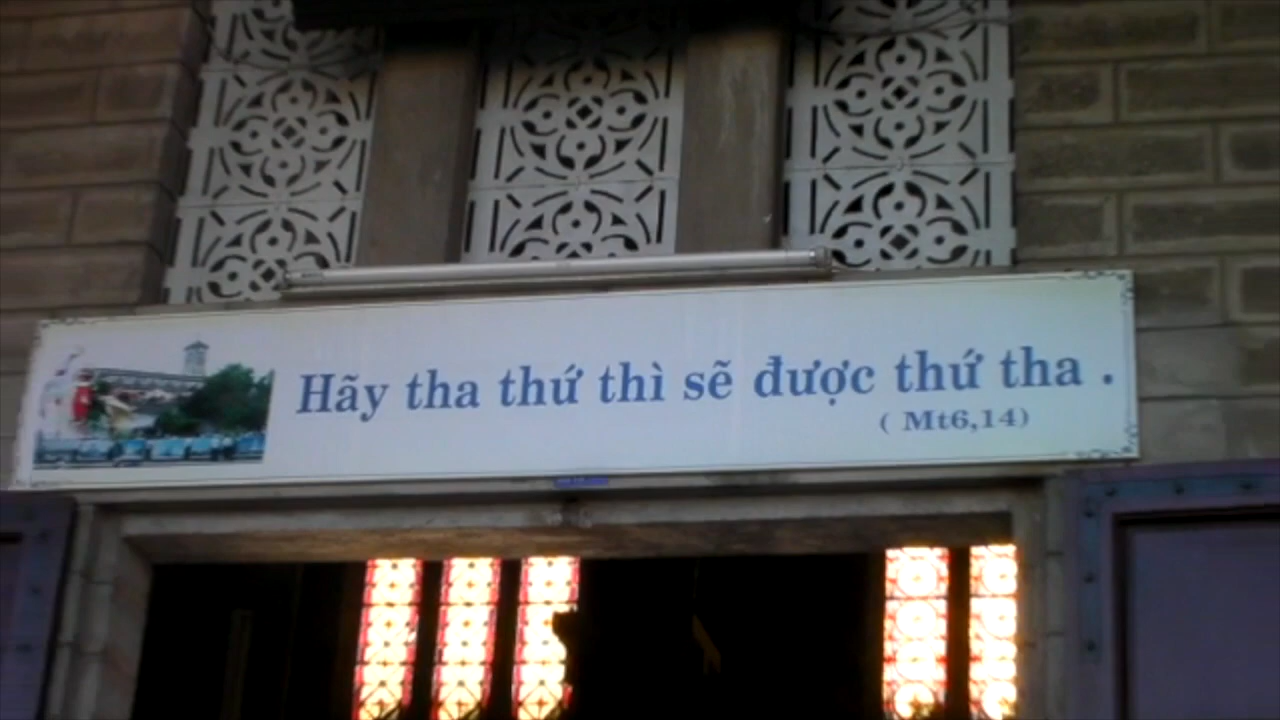 Hãy tha thứ thì sẽ được thứ tha .
( Mt6,14)